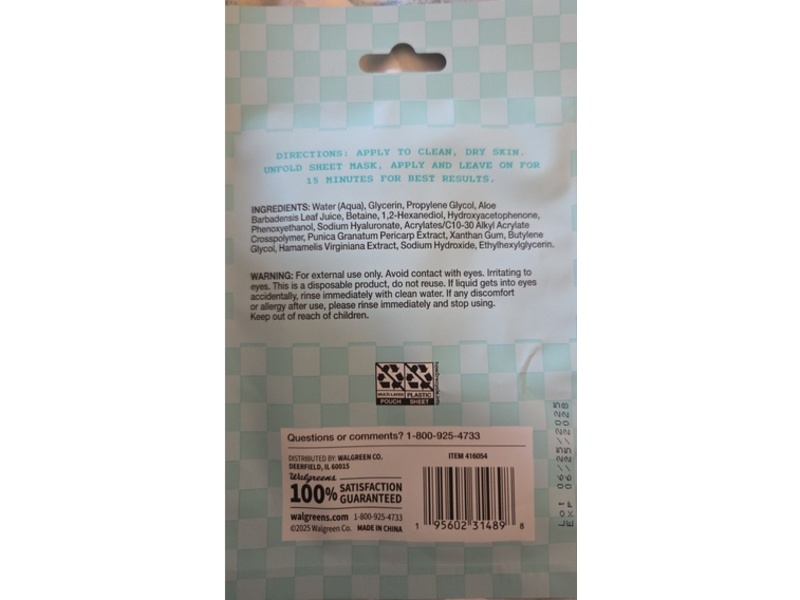 DIRECTIONS: APPLY TO CLEAN, DRY SKIN.
UNFOLD SHEET MASK, APPLY AND LEAVE ON FOR
15 MINUTES FOR BEST RESULTS.
INGREDIENTS: Water (Aqua), Glycerin, Propylene Glycol, Aloe
Barbadensis Leaf Juice, Betaine, 1,2-Hexanediol, Hydroxyacetophenone,
Phenoxyethanol, Sodium Hyaluronate, Acrylates/C10-30 Alkyl Acrylate
Crosspolymer, Punica Granatum Pericarp Extract, Xanthan Gum, Butylene
Glycol, Hamamelis Virginiana Extract, Sodium Hydroxide, Ethylhexylglycerin.
WARNING: For external use only. Avoid contact with eyes. Irritating to
eyes. This is a disposable product, do not reuse. If liquid gets into eyes
accidentally, rinse immediately with clean water. If any discomfort
or allergy after use, please rinse immediately and stop using.
Keep out of reach of children.
MULTI-LAYER PLASTIC
POUCH SHEET
how2recycle.info
Questions or comments? 1-800-925-4733
DISTRIBUTED BY: WALGREEN CO.
DEERFIELD, IL 60015
ITEM 416054
Walgreens
100% SATISFACTION
GUARANTEED
walgreens.com 1-800-925-4733
©2025 Walgreen Co. MADE IN CHINA
1 95602 31489 8
Lot 06/25/2025
EXP 06/25/2028